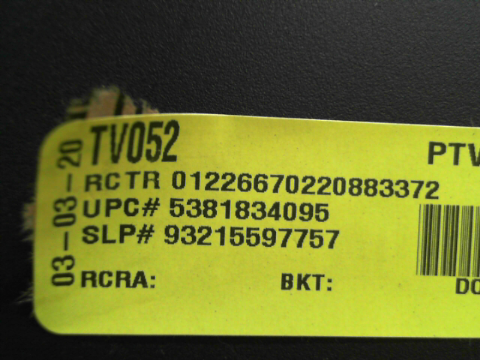 03-03-20
TV052
PTV
RCTR 01226670220883372
UPC# 5381834095
SLP# 93215597757
RCRA: BKT: DO